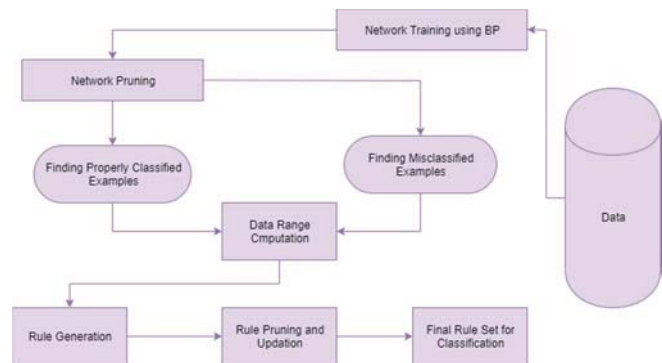 Network Training using BP
Network Pruning
Finding Properly Classified
Examples
Finding Misclassified
Examples
Data
Data Range
Cmputation
Rule Generation
Rule Pruning and
Updation
Final Rule Set for
Classification